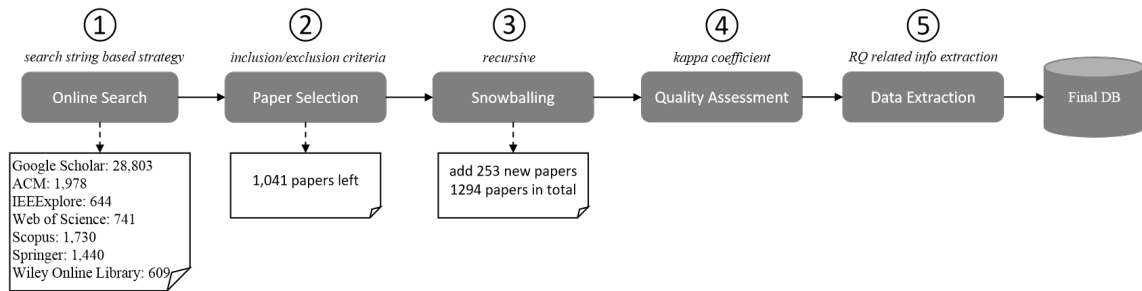 1
2
3
4
5
search string based strategy
inclusion/exclusion criteria
recursive
kappa coefficient
RQ related info extraction
Online Search
Paper Selection
Snowballing
Quality Assessment
Data Extraction
Final DB
Google Scholar: 28,803
ACM: 1,978
IEEExplore: 644
Web of Science: 741
Scopus: 1,730
Springer: 1,440
Wiley Online Library: 609
1,041 papers left
add 253 new papers
1294 papers in total